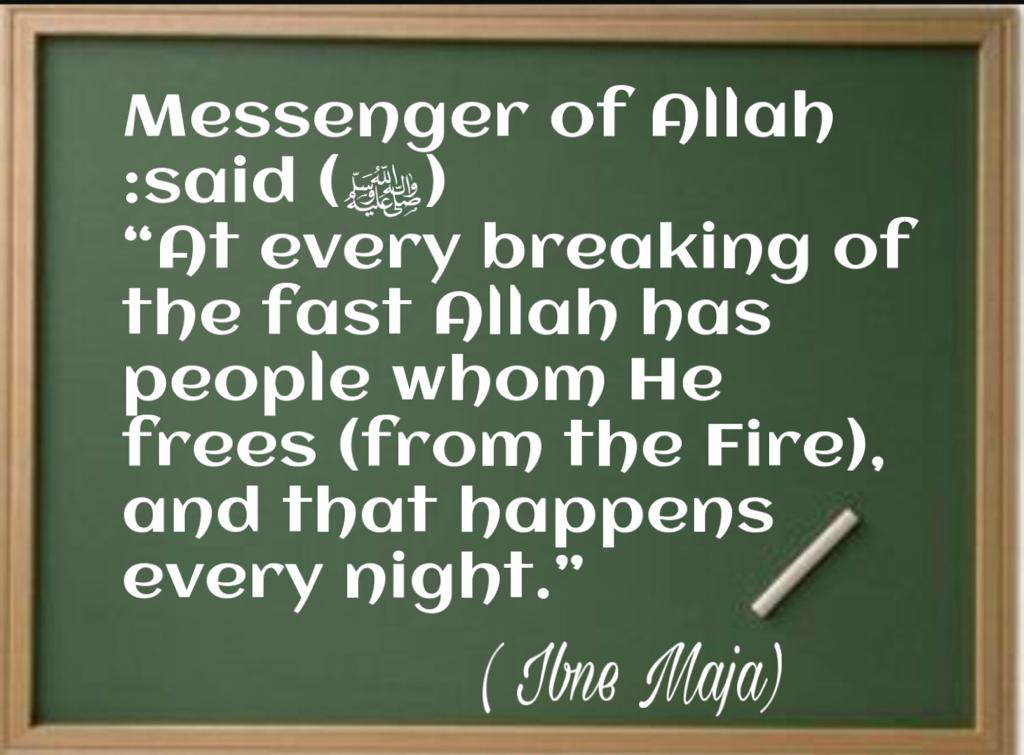 Messenger of Allah
:said (ﷺ)
“At every breaking of
the fast Allah has
people whom He
frees (from the Fire),
and that happens
every night.”
( Ibne Maja)